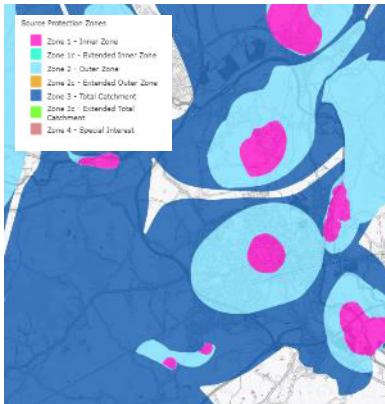 Source Protection Zones
Zone 1 - Inner Zone
Zone 1c - Extended Inner Zone
Zone 2 - Outer Zone
Zone 2c - Extended Outer Zone
Zone 3 - Total Catchment
Zone 3c - Extended Total
Catchment
Zone 4 - Special Interest